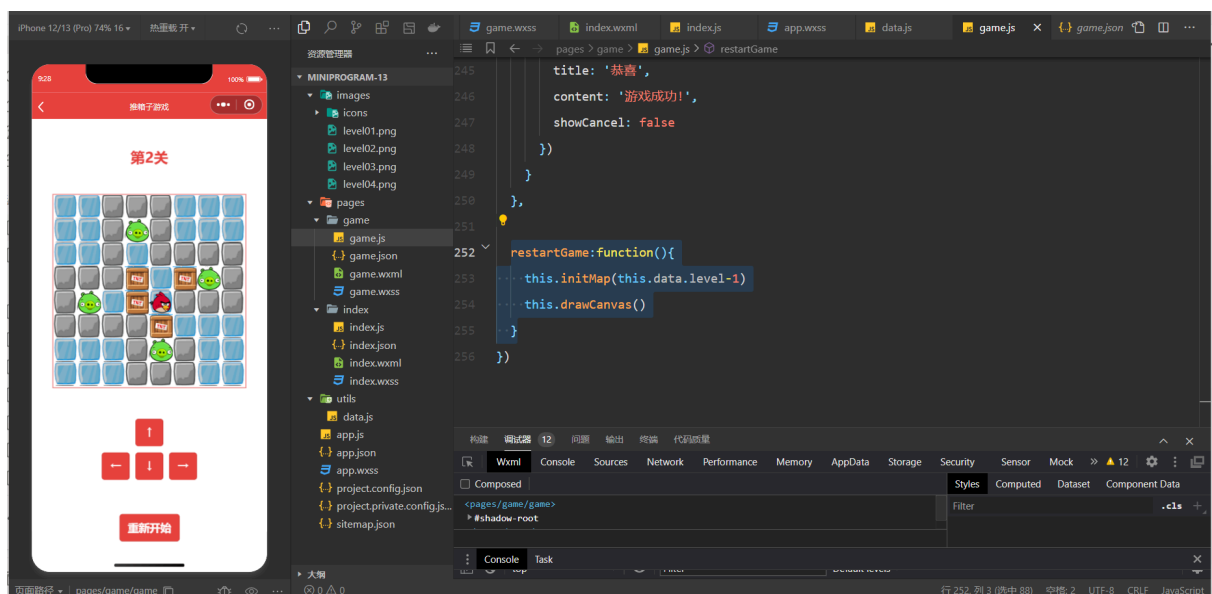 iPhone 12/13 (Pro) 74% 16
热重载 开
game.wxss
index.wxml
index.js
app.wxss
data.js
game.js
game.json
资源管理器
pages > game > game.js > restartGame
MINIPROGRAM-13
images
icons
level01.png
level02.png
level03.png
level04.png
pages
game
game.js
game.json
game.wxml
game.wxss
index
index.js
index.json
index.wxml
index.wxss
utils
data.js
app.js
app.json
app.wxss
project.config.json
project.private.config.js...
sitemap.json
大纲
9:28
100%
推箱子游戏
第2关
TNT
TNT
TNT
TNT
↑
← ↓ →
重新开始
245 title: '恭喜',
246 content: '游戏成功!',
247 showCancel: false
248 })
249 }
250 },
251
252 restartGame:function(){
253 this.initMap(this.data.level-1)
254 this.drawCanvas()
255 }
256 })
构建 调试器 12 问题 输出 终端 代码质量
Wxml Console Sources Network Performance Memory AppData Storage Security Sensor Mock » 12
Composed
Styles Computed Dataset Component Data
<pages/game/game>
#shadow-root
Filter .cls +
Console Task
页面路径 pages/game/game
0 0
行 252, 列 3 (选中 88) 空格: 2 UTF-8 CRLF JavaScript